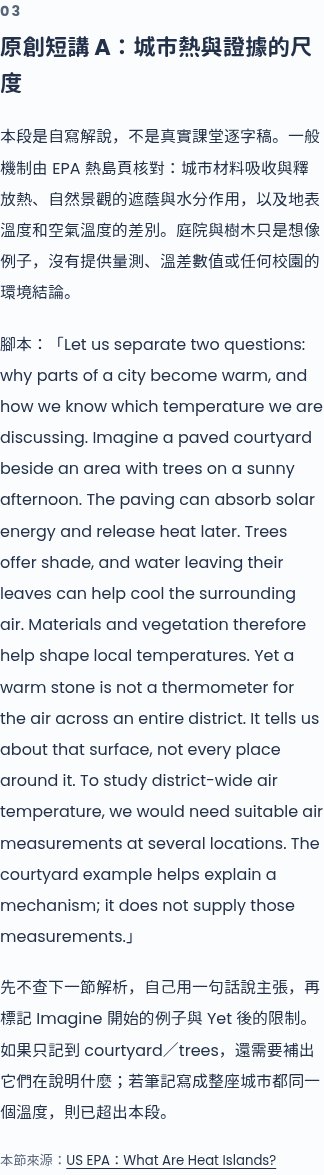 03
原創短講 A：城市熱與證據的尺
度
本段是自寫解說，不是真實課堂逐字稿。一般
機制由 EPA 熱島頁核對：城市材料吸收與釋
放熱、自然景觀的遮蔭與水分作用，以及地表
溫度和空氣溫度的差別。庭院與樹木只是想像
例子，沒有提供量測、溫差數值或任何校園的
環境結論。
腳本：「Let us separate two questions:
why parts of a city become warm, and
how we know which temperature we are
discussing. Imagine a paved courtyard
beside an area with trees on a sunny
afternoon. The paving can absorb solar
energy and release heat later. Trees
offer shade, and water leaving their
leaves can help cool the surrounding
air. Materials and vegetation therefore
help shape local temperatures. Yet a
warm stone is not a thermometer for
the air across an entire district. It tells us
about that surface, not every place
around it. To study district-wide air
temperature, we would need suitable air
measurements at several locations. The
courtyard example helps explain a
mechanism; it does not supply those
measurements.」
先不查下一節解析，自己用一句話說主張，再
標記 Imagine 開始的例子與 Yet 後的限制。
如果只記到 courtyard／trees，還需要補出
它們在說明什麼；若筆記寫成整座城市都同一
個溫度，則已超出本段。
本節來源：US EPA：What Are Heat Islands?